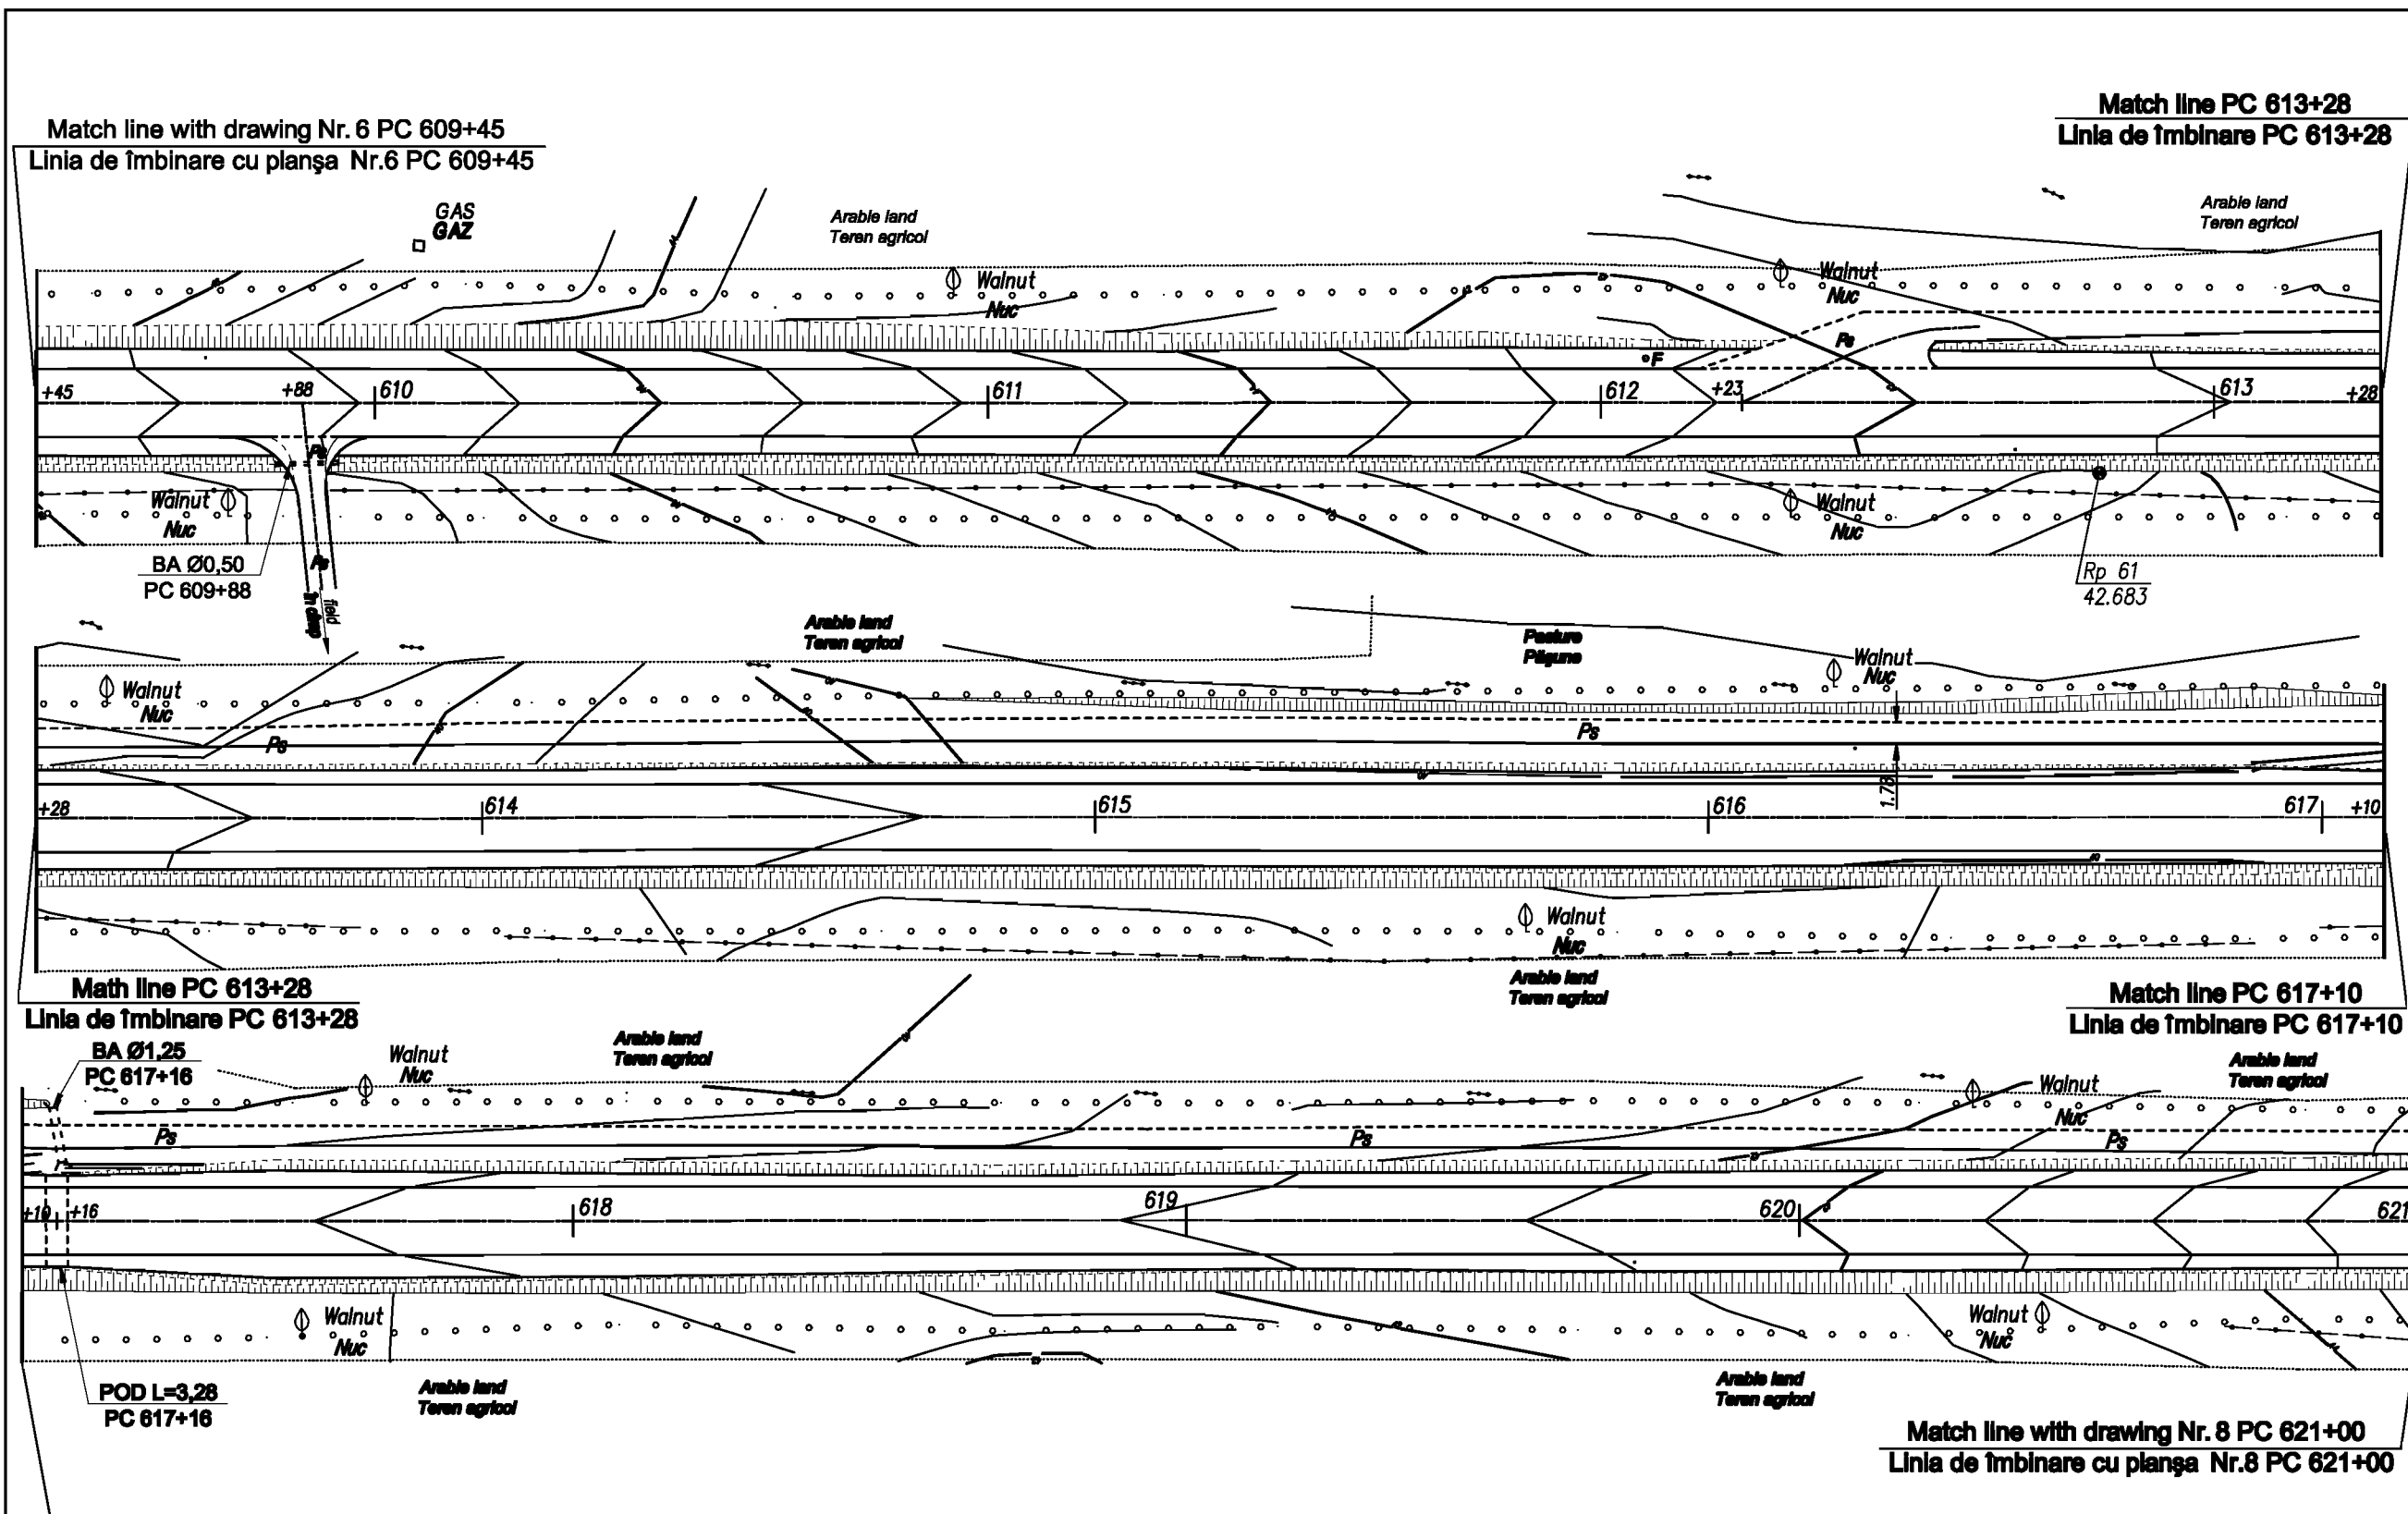 Match line with drawing Nr. 6 PC 609+45
Linia de îmbinare cu planşa Nr.6 PC 609+45
Match line PC 613+28
Linia de îmbinare PC 613+28
GAS
GAZ
Arable land
Teren agricol
Arable land
Teren agricol
Walnut
Nuc
Walnut
Nuc
Ps
F
+45
+88
610
611
612
+23
613
+28
Ps
Walnut
Nuc
Walnut
Nuc
Ps
BA Ø0,50
PC 609+88
field
în câmp
Rp 61
42.683
Arable land
Teren agricol
Pasture
Păşune
Walnut
Nuc
Walnut
Nuc
Ps
Ps
1.78
+28
614
615
616
617
+10
Walnut
Nuc
Arable land
Teren agricol
Math line PC 613+28
Linia de îmbinare PC 613+28
Match line PC 617+10
Linia de îmbinare PC 617+10
BA Ø1,25
PC 617+16
Walnut
Nuc
Arable land
Teren agricol
Arable land
Teren agricol
Walnut
Nuc
Ps
Ps
Ps
+10
+16
618
619
620
621
Walnut
Nuc
Walnut
Nuc
POD L=3,28
PC 617+16
Arable land
Teren agricol
Arable land
Teren agricol
Match line with drawing Nr. 8 PC 621+00
Linia de îmbinare cu planşa Nr.8 PC 621+00